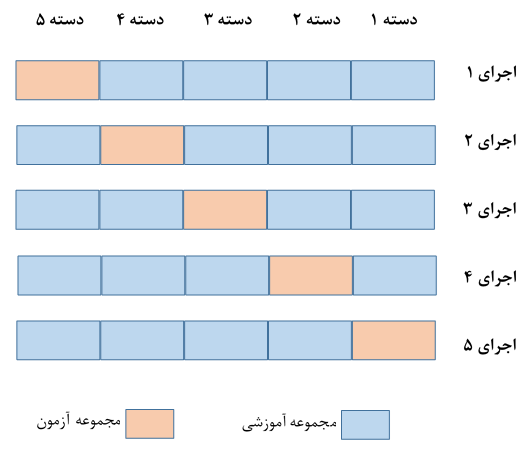 دسته ۱ دسته ۲ دسته ۳ دسته ۴ دسته ۵
اجرای ۱
اجرای ۲
اجرای ۳
اجرای ۴
اجرای ۵
مجموعه آموزشی مجموعه آزمون